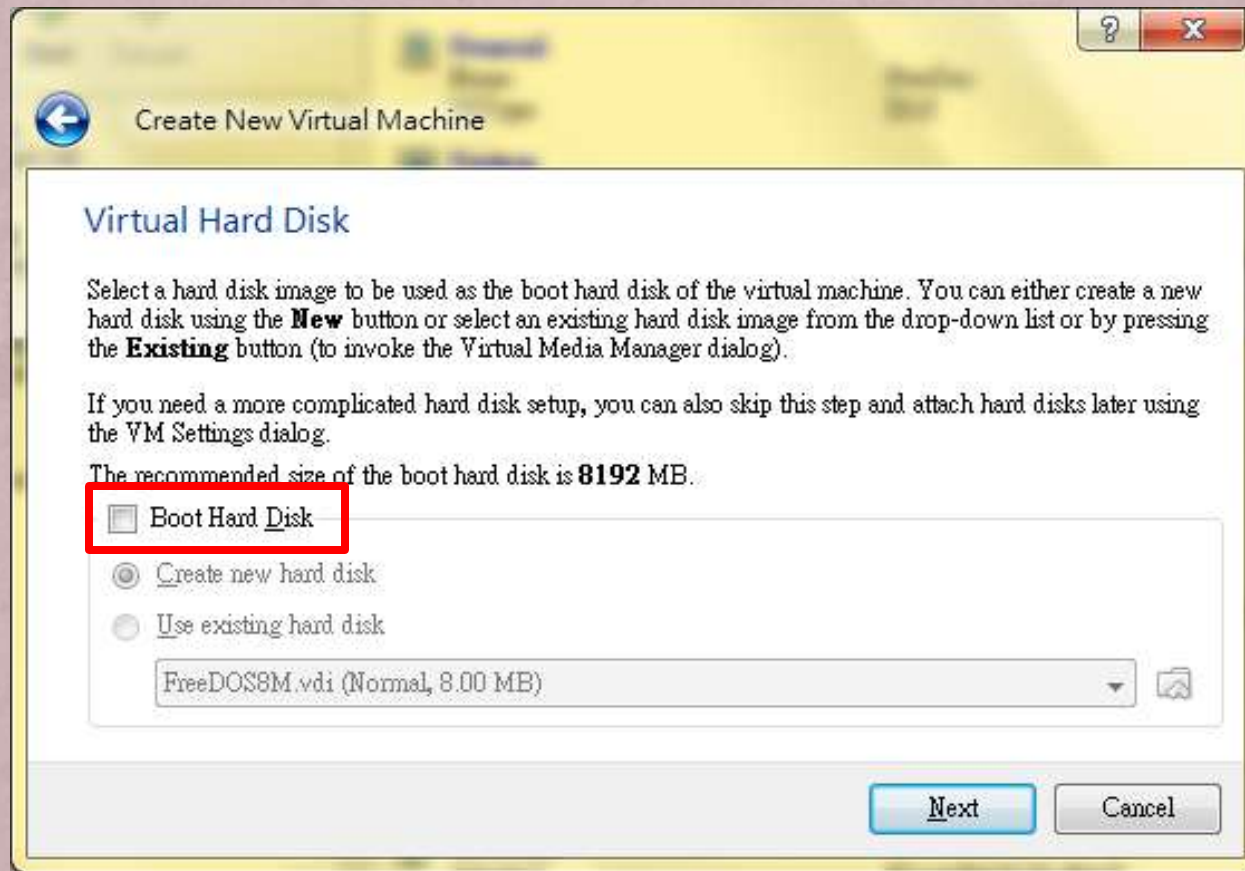 Create New Virtual Machine
Virtual Hard Disk
Select a hard disk image to be used as the boot hard disk of the virtual machine. You can either create a new
hard disk using the New button or select an existing hard disk image from the drop-down list or by pressing
the Existing button (to invoke the Virtual Media Manager dialog).
If you need a more complicated hard disk setup, you can also skip this step and attach hard disks later using
the VM Settings dialog.
The recommended size of the boot hard disk is 8192 MB.
Boot Hard Disk
Create new hard disk
Use existing hard disk
FreeDOS8M.vdi (Normal, 8.00 MB)
Next
Cancel